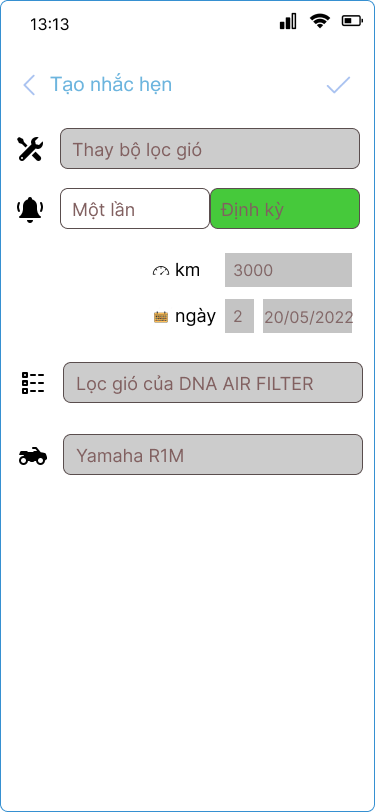 13:13
Tạo nhắc hẹn
Thay bộ lọc gió
Một lần Định kỳ
km 3000
ngày 2 20/05/2022
Lọc gió của DNA AIR FILTER
Yamaha R1M